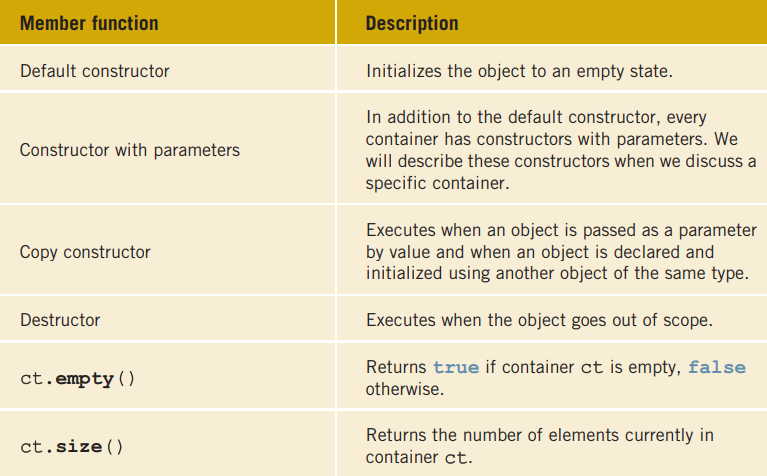 Member function Description
Default constructor Initializes the object to an empty state.
In addition to the default constructor, every
container has constructors with parameters. We
Constructor with parameters
will describe these constructors when we discuss a
specific container.
Executes when an object is passed as a parameter
Copy constructor by value and when an object is declared and
initialized using another object of the same type.
Destructor Executes when the object goes out of scope.
Returns true if container ct is empty, false
ct.empty()
otherwise.
Returns the number of elements currently in
ct.size()
container ct.